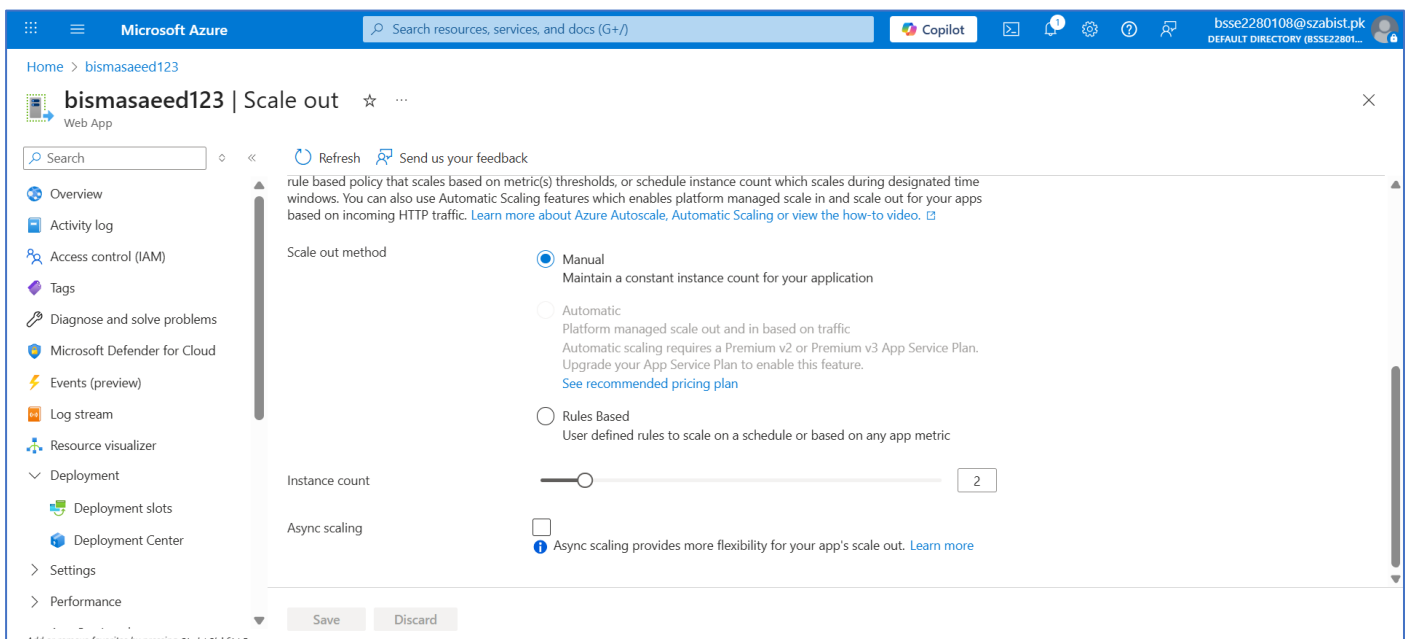 Microsoft Azure
Search resources, services, and docs (G+/)
Copilot
1
bsse2280108@szabist.pk
DEFAULT DIRECTORY (BSSE22801...
Home > bismasaeed123
bismasaeed123 | Scale out
Web App
Search
Refresh
Send us your feedback
Overview
Activity log
Access control (IAM)
Tags
Diagnose and solve problems
Microsoft Defender for Cloud
Events (preview)
Log stream
Resource visualizer
Deployment
Deployment slots
Deployment Center
Settings
Performance
rule based policy that scales based on metric(s) thresholds, or schedule instance count which scales during designated time
windows. You can also use Automatic Scaling features which enables platform managed scale in and scale out for your apps
based on incoming HTTP traffic. Learn more about Azure Autoscale, Automatic Scaling or view the how-to video.
Scale out method
Manual
Maintain a constant instance count for your application
Automatic
Platform managed scale out and in based on traffic
Automatic scaling requires a Premium v2 or Premium v3 App Service Plan.
Upgrade your App Service Plan to enable this feature.
See recommended pricing plan
Rules Based
User defined rules to scale on a schedule or based on any app metric
Instance count
2
Async scaling
Async scaling provides more flexibility for your app's scale out. Learn more
Save
Discard